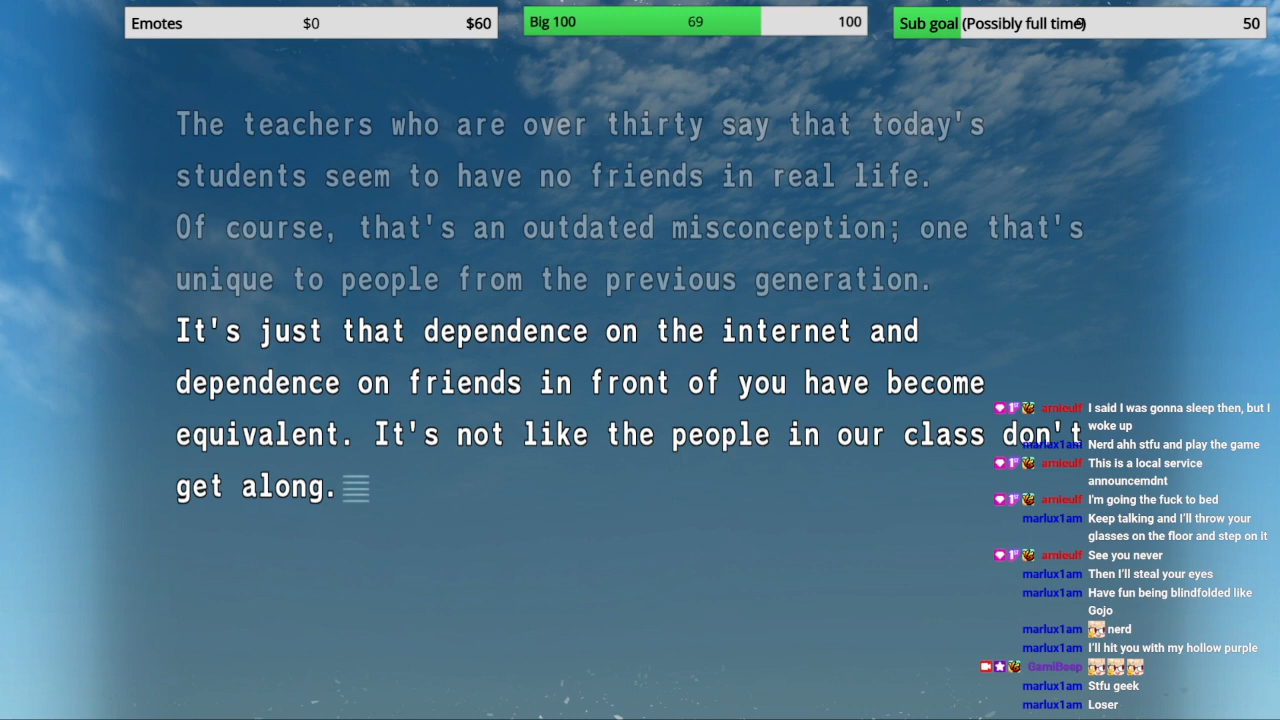 Emotes $0 $60
Big 100 69 100
Sub goal (Possibly full time) 50
The teachers who are over thirty say that today's
students seem to have no friends in real life.
Of course, that's an outdated misconception; one that's
unique to people from the previous generation.
It's just that dependence on the internet and
dependence on friends in front of you have become
equivalent. It's not like the people in our class don't
get along.
arnieulf I said I was gonna sleep then, but I
woke up
marlux1am Nerd ahh stfu and play the game
arnieulf This is a local service
announcemdnt
arnieulf I'm going the fuck to bed
marlux1am Keep talking and I'll throw your
glasses on the floor and step on it
arnieulf See you never
marlux1am Then I'll steal your eyes
marlux1am Have fun being blindfolded like
Gojo
marlux1am nerd
marlux1am I'll hit you with my hollow purple
GamiBeep
marlux1am Stfu geek
marlux1am Loser